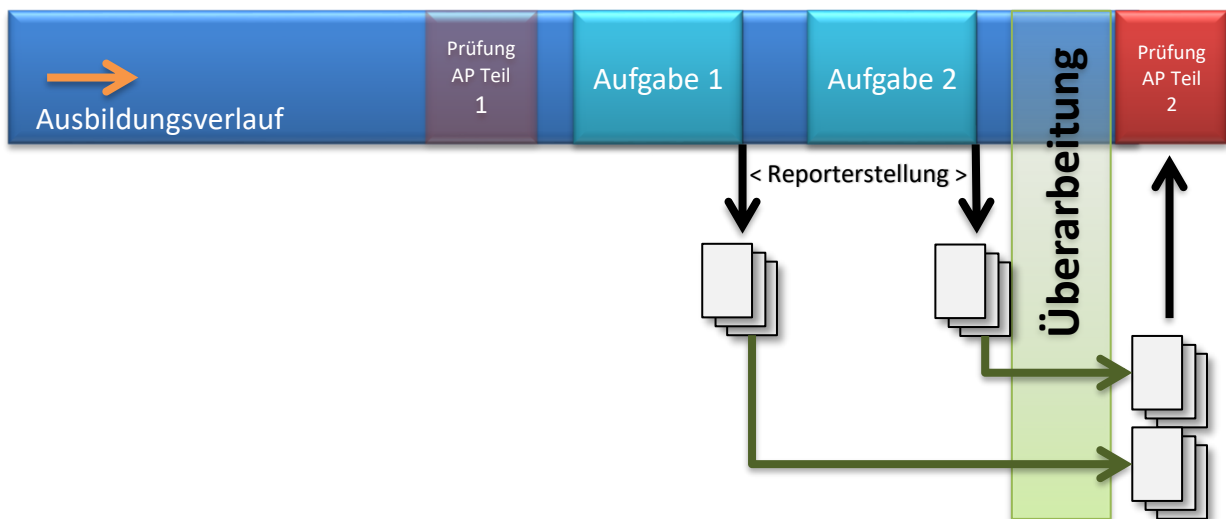 Ausbildungsverlauf
Prüfung
AP Teil
1
Aufgabe 1
Aufgabe 2
Überarbeitung
Prüfung
AP Teil
2
< Reporterstellung >